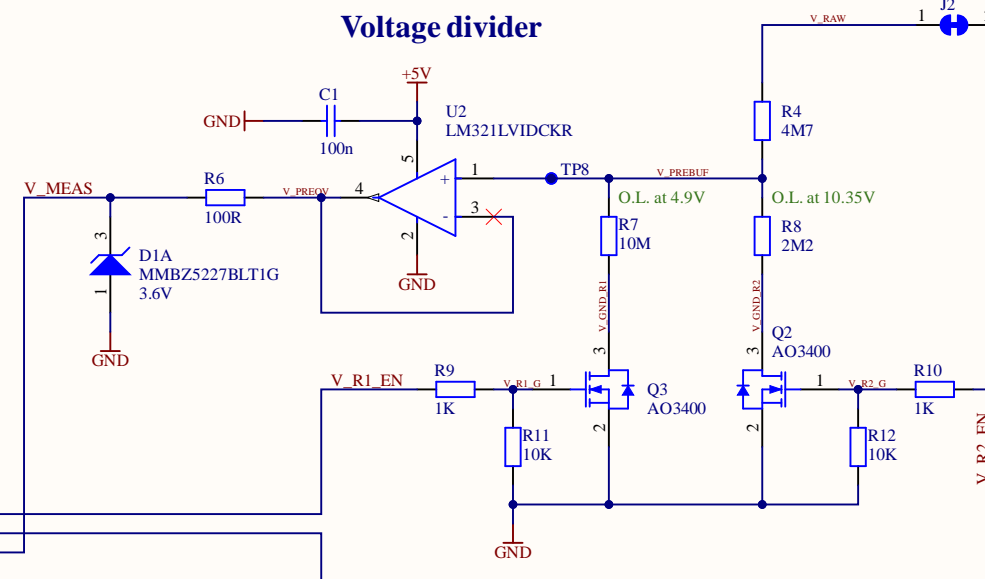 J2
Voltage divider
V_RAW
1
+5V
C1
GND
100n
U2
LM321LVIDCKR
R4
4M7
5
1
TP8
V_PREBUF
+
V_MEAS
R6
100R
V_PREOV
4
3
-
2
GND
O.L. at 4.9V
R7
10M
O.L. at 10.35V
R8
2M2
3
D1A
MMBZ5227BLT1G
3.6V
1
GND
V_GND_R1
V_GND_R2
3
3
Q2
AO3400
V_R1_EN
R9
1K
V_R1_G
1
Q3
AO3400
1
V_R2_G
R10
1K
2
2
R11
10K
R12
10K
V_R2_EN
GND